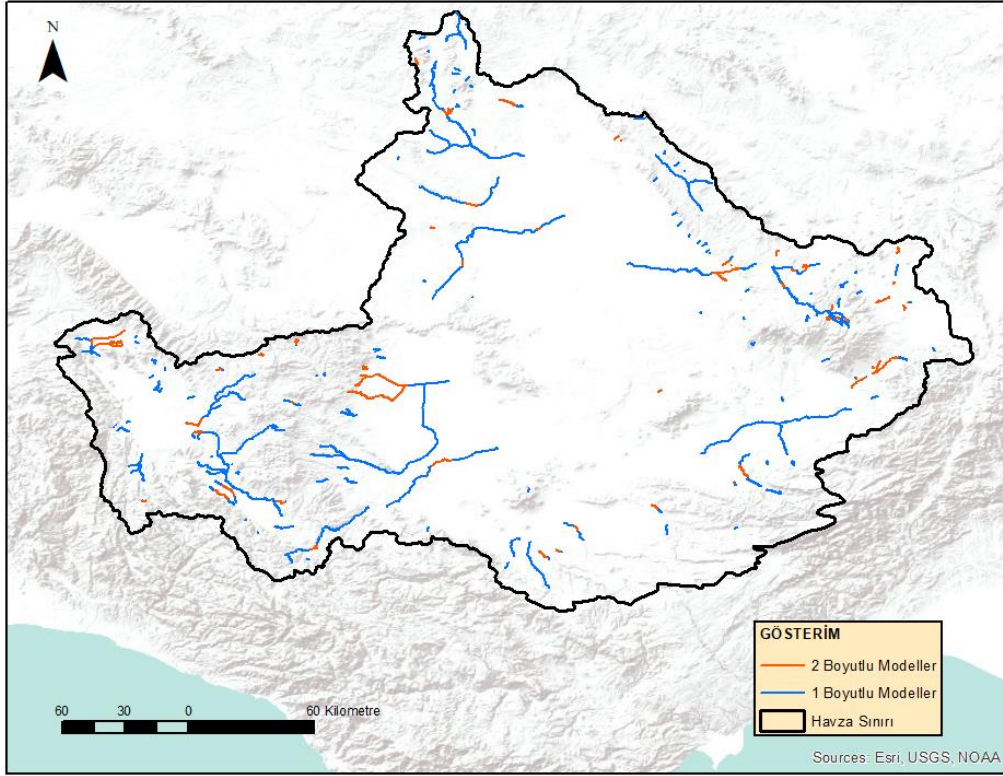 N
GÖSTERİM
2 Boyutlu Modeller
1 Boyutlu Modeller
Havza Sınırı
60 30 0 60 Kilometre
Sources: Esri, USGS, NOAA